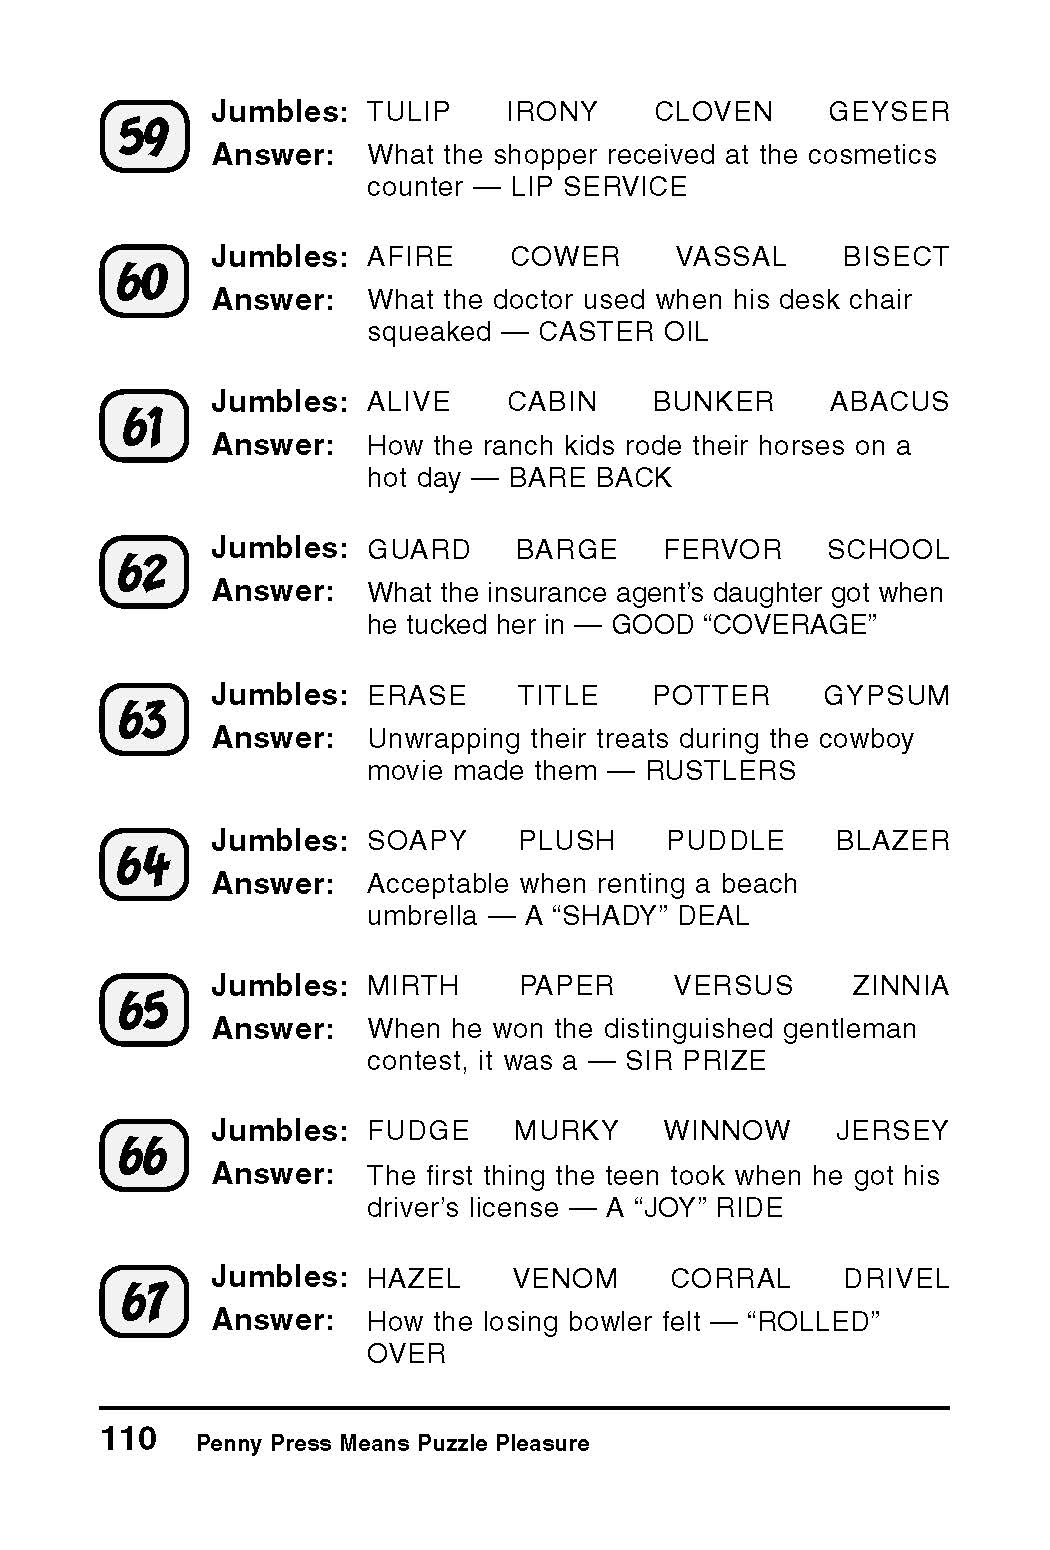 59
Jumbles: TULIP IRONY CLOVEN GEYSER
Answer: What the shopper received at the cosmetics
counter — LIP SERVICE
60
Jumbles: AFIRE COWER VASSAL BISECT
Answer: What the doctor used when his desk chair
squeaked — CASTER OIL
61
Jumbles: ALIVE CABIN BUNKER ABACUS
Answer: How the ranch kids rode their horses on a
hot day — BARE BACK
62
Jumbles: GUARD BARGE FERVOR SCHOOL
Answer: What the insurance agent’s daughter got when
he tucked her in — GOOD “COVERAGE”
63
Jumbles: ERASE TITLE POTTER GYPSUM
Answer: Unwrapping their treats during the cowboy
movie made them — RUSTLERS
64
Jumbles: SOAPY PLUSH PUDDLE BLAZER
Answer: Acceptable when renting a beach
umbrella — A “SHADY” DEAL
65
Jumbles: MIRTH PAPER VERSUS ZINNIA
Answer: When he won the distinguished gentleman
contest, it was a — SIR PRIZE
66
Jumbles: FUDGE MURKY WINNOW JERSEY
Answer: The first thing the teen took when he got his
driver’s license — A “JOY” RIDE
67
Jumbles: HAZEL VENOM CORRAL DRIVEL
Answer: How the losing bowler felt — “ROLLED”
OVER
110 Penny Press Means Puzzle Pleasure